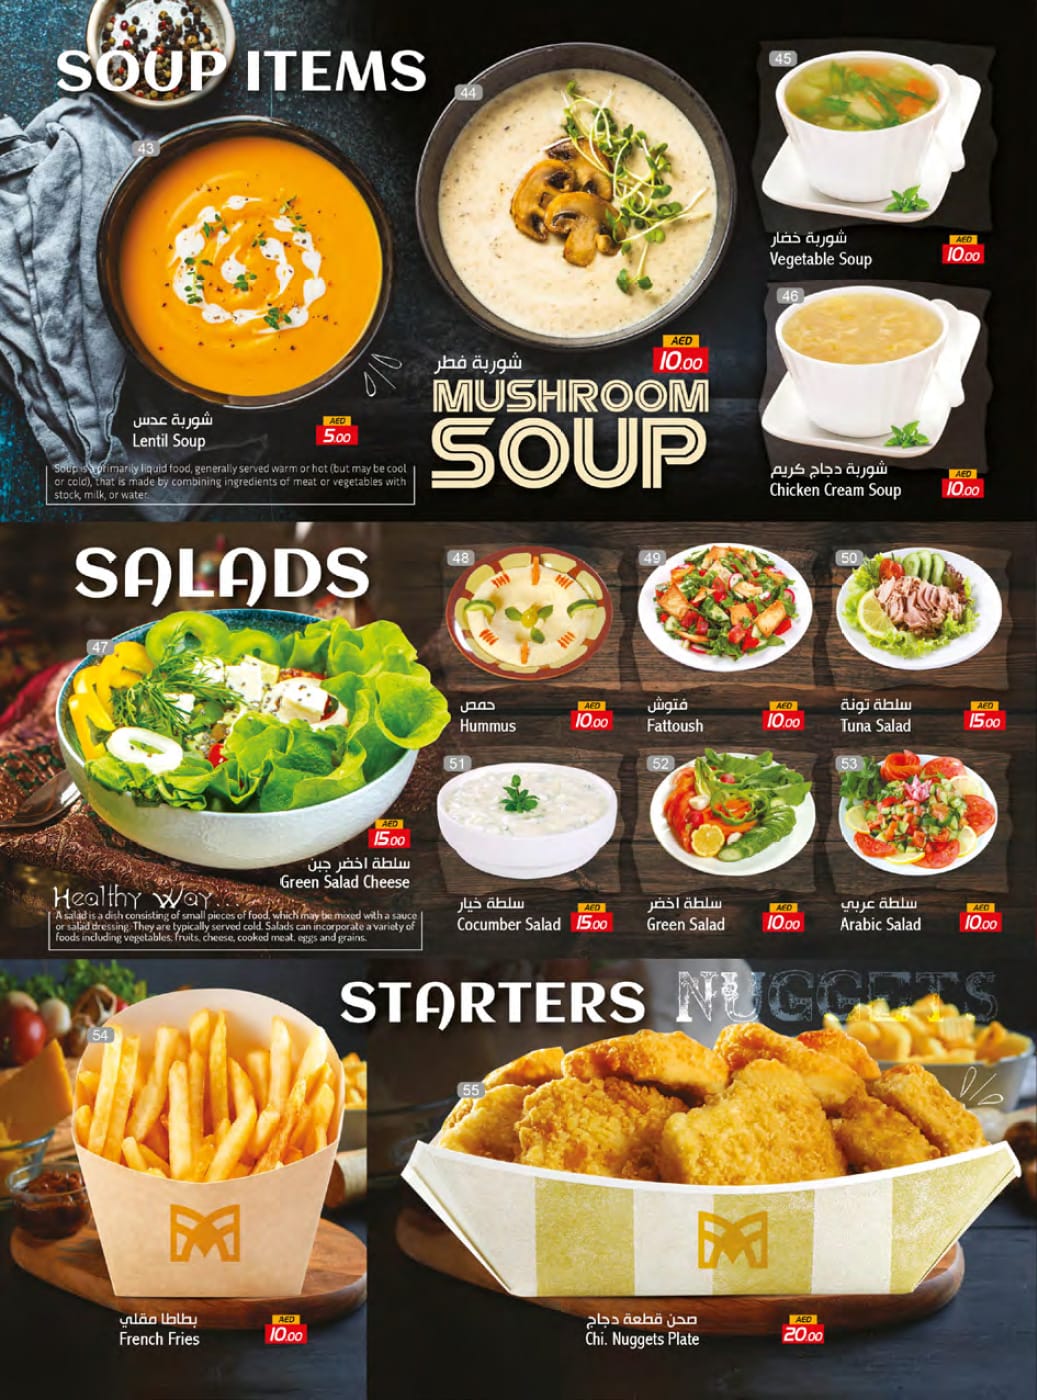 SOUP ITEMS
43
شوربة عدس
Lentil Soup
AED
5.00
Soup is a primarily liquid food, generally served warm or hot (but may be cool
or cold), that is made by combining ingredients of meat or vegetables with
stock, milk, or water.
44
شوربة فطر
AED
10.00
MUSHROOM
SOUP
45
شوربة خضار
Vegetable Soup
AED
10.00
46
شوربة دجاج كريم
Chicken Cream Soup
AED
10.00
SALADS
47
AED
15.00
سلطة اخضر جبن
Green Salad Cheese
Healthy Way...
A salad is a dish consisting of small pieces of food, which may be mixed with a sauce
or salad dressing. They are typically served cold. Salads can incorporate a variety of
foods including vegetables, fruits, cheese, cooked meat, eggs and grains.
48
حمص
Hummus
AED
10.00
49
فتوش
Fattoush
AED
10.00
50
سلطة تونة
Tuna Salad
AED
15.00
51
سلطة خيار
Cocumber Salad
AED
15.00
52
سلطة اخضر
Green Salad
AED
10.00
53
سلطة عربي
Arabic Salad
AED
10.00
STARTERS
NUGGETS
54
بطاطا مقلي
French Fries
AED
10.00
55
صحن قطعة دجاج
Chi. Nuggets Plate
AED
20.00